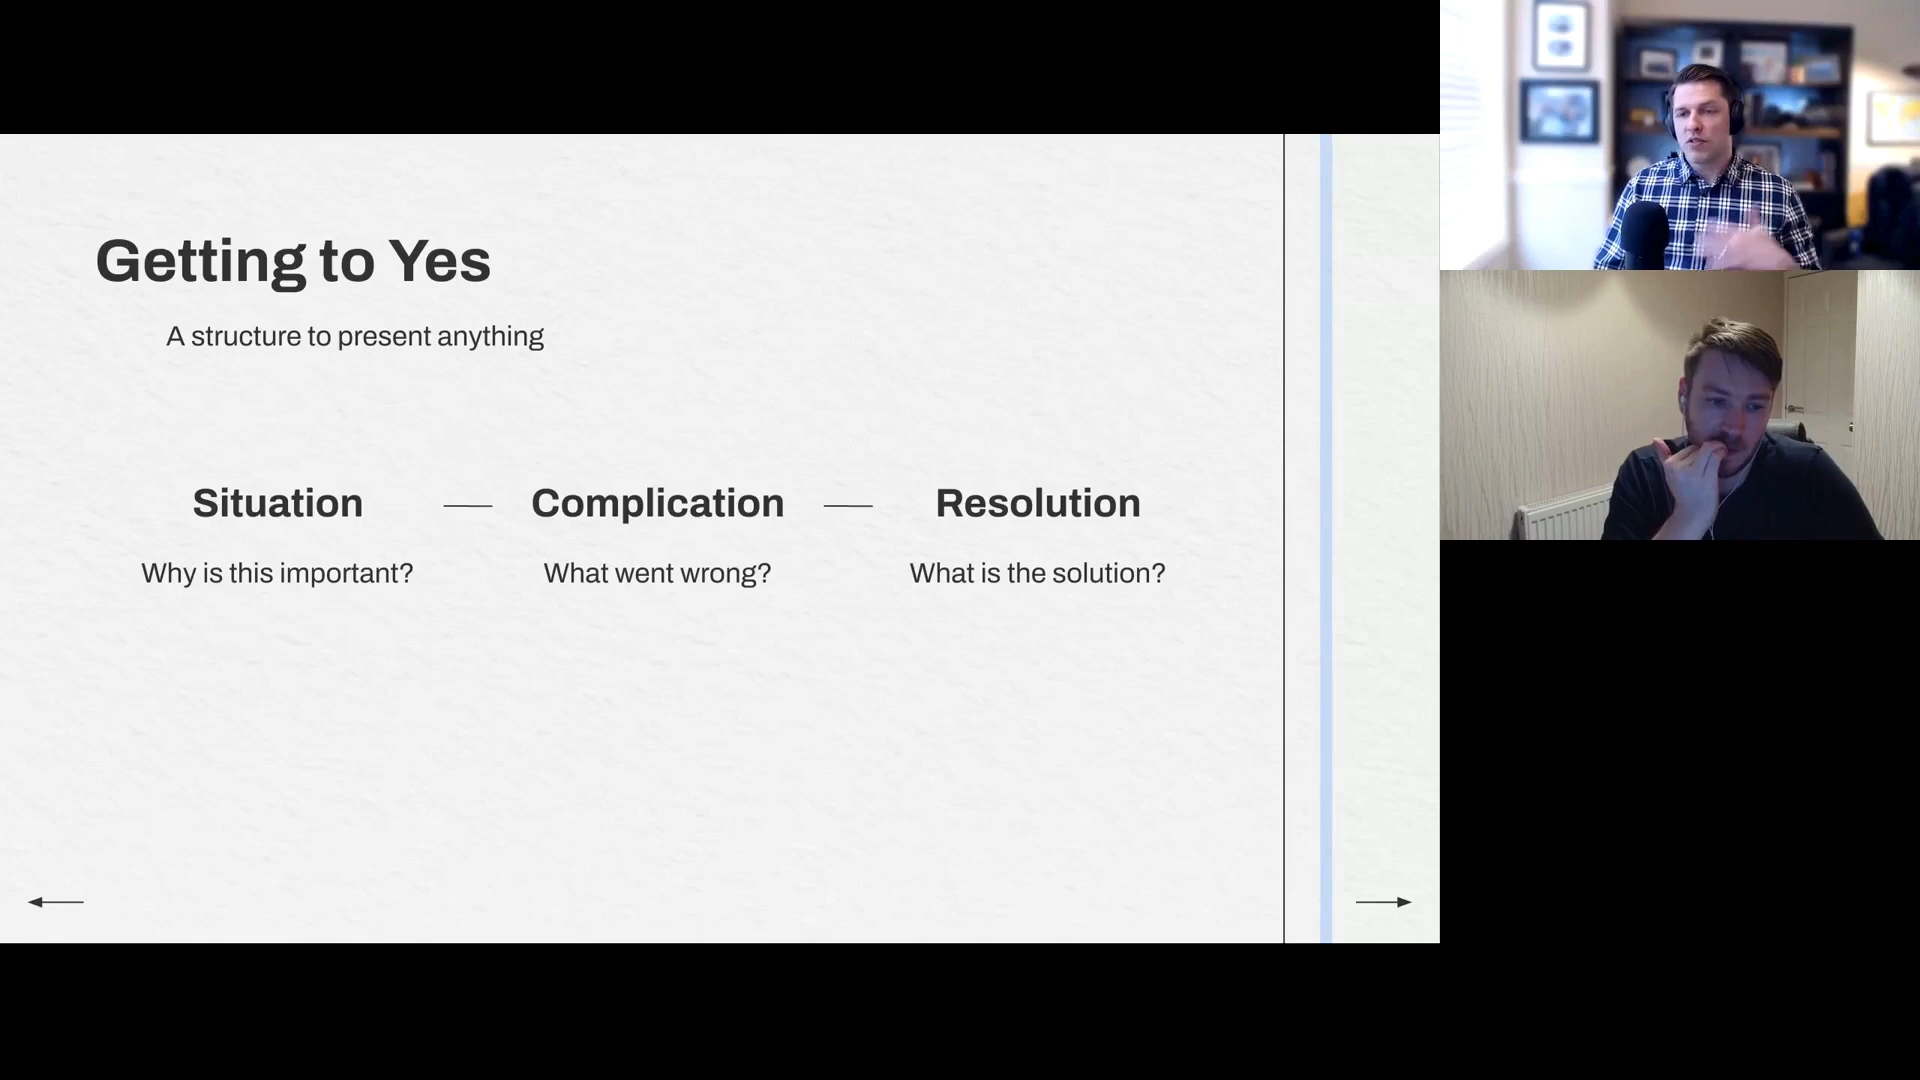 Getting to Yes
A structure to present anything
Situation — Complication — Resolution
Why is this important? What went wrong? What is the solution?